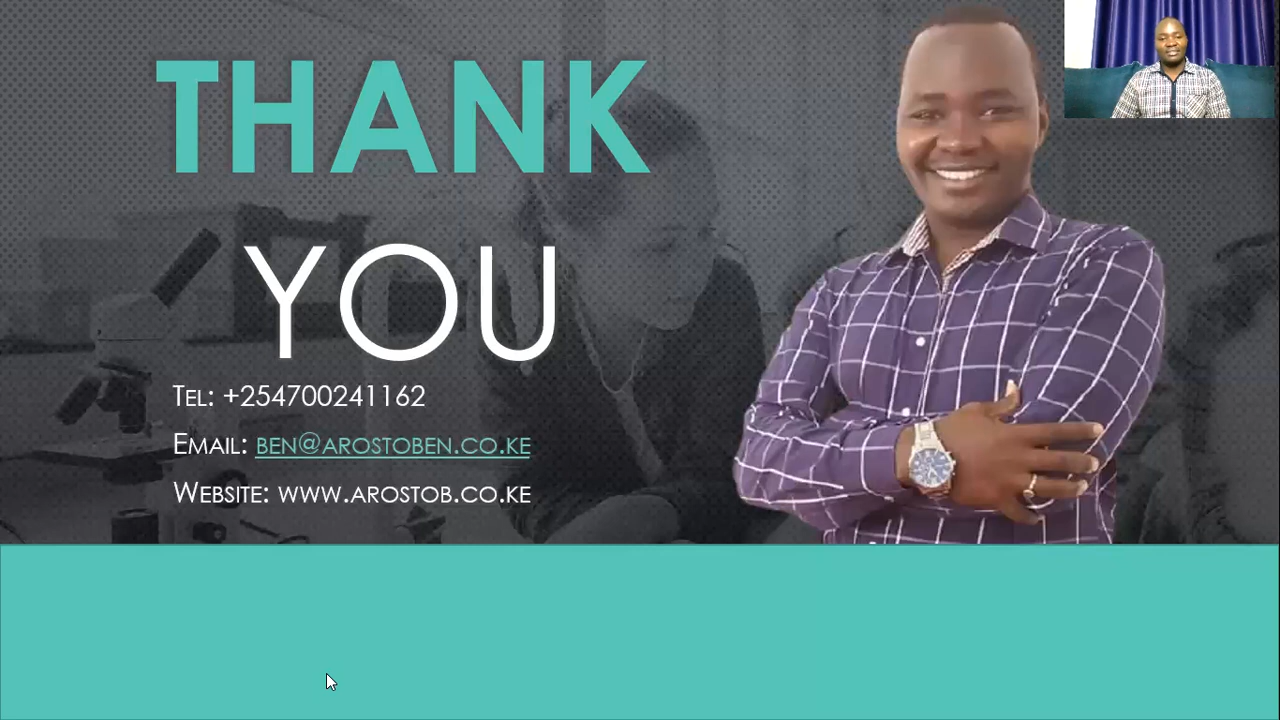 THANK
YOU
TEL: +254700241162
EMAIL: BEN@AROSTOBEN.CO.KE
WEBSITE: WWW.AROSTOB.CO.KE